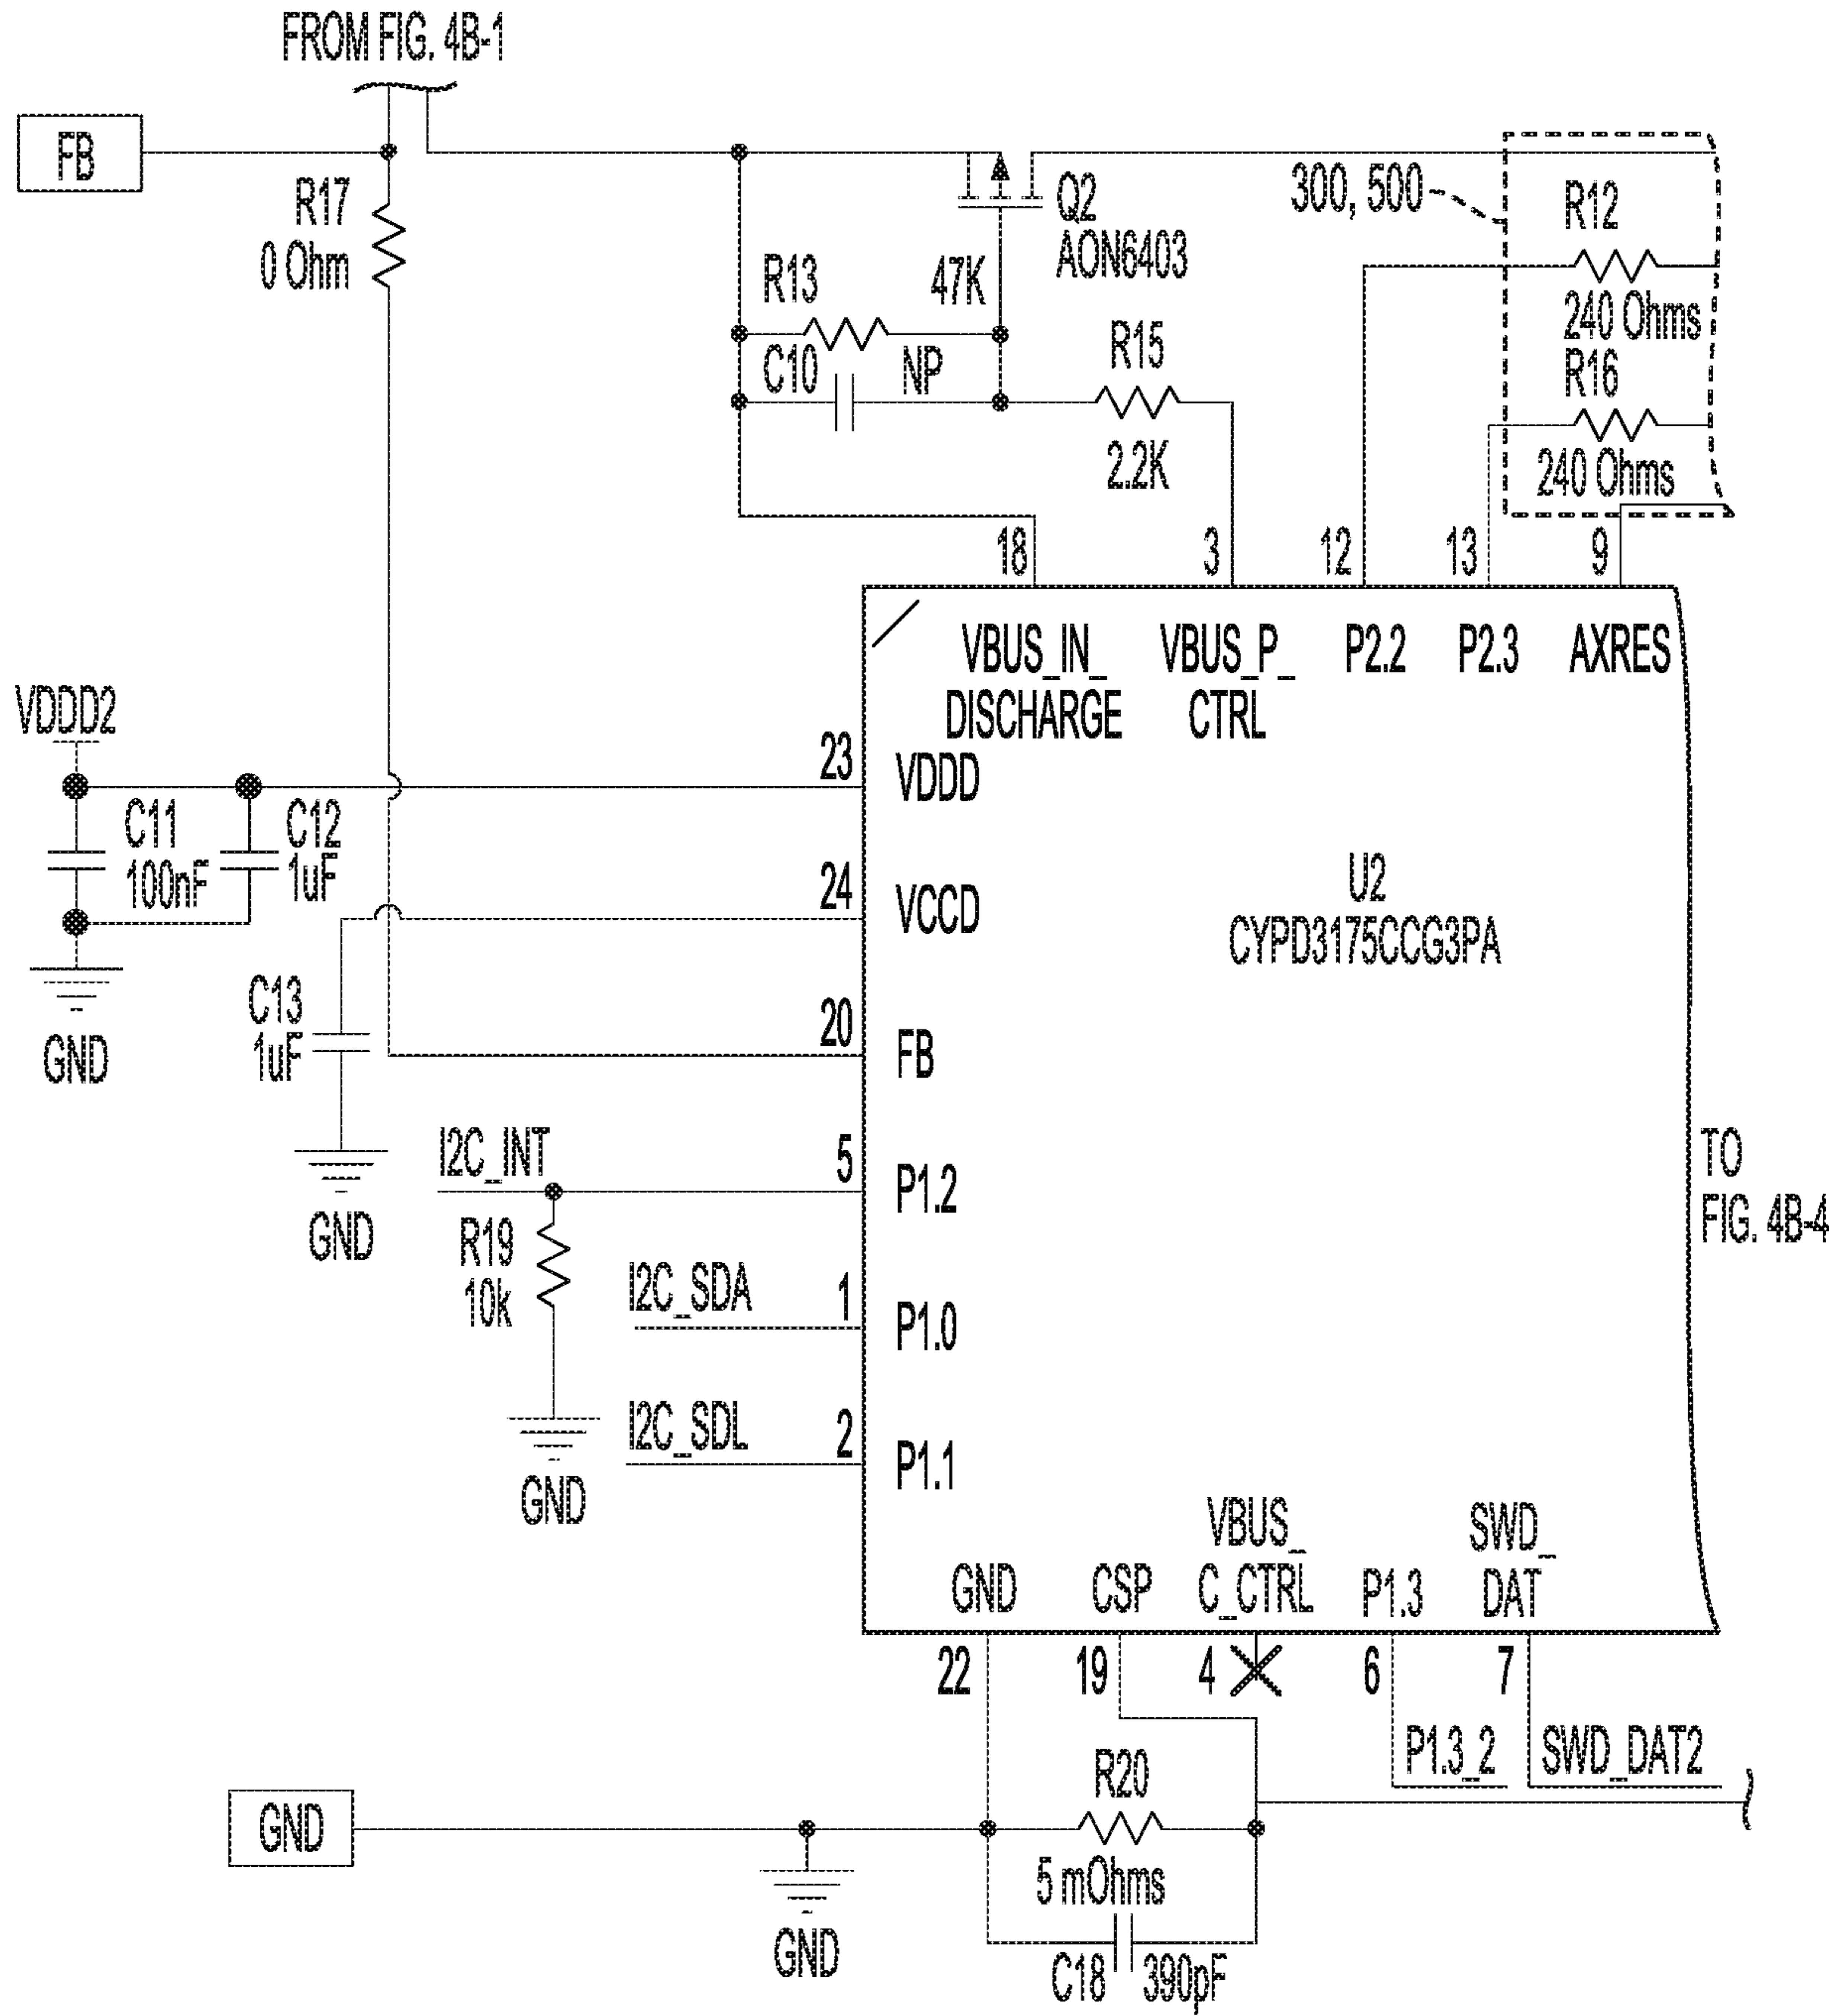 FROM FIG. 4B-1
FB
R17
0 Ohm
Q2
AON6403
300, 500
R12
240 Ohms
R16
240 Ohms
R13
47K
C10
NP
R15
2.2K
18
3
12
13
9
VBUS_IN_
DISCHARGE
VBUS_P_
CTRL
P2.2
P2.3
AXRES
VDDD2
23
VDDD
C11
100nF
C12
1uF
GND
24
VCCD
U2
CYPD3175CCG3PA
C13
1uF
GND
20
FB
I2C_INT
5
P1.2
R19
10k
GND
I2C_SDA
1
P1.0
I2C_SDL
2
P1.1
TO
FIG. 4B-4
GND
CSP
VBUS_
C_CTRL
P1.3
SWD_
DAT
22
19
4
6
7
P1.3_2
SWD_DAT2
GND
R20
5 mOhms
GND
C18
390pF